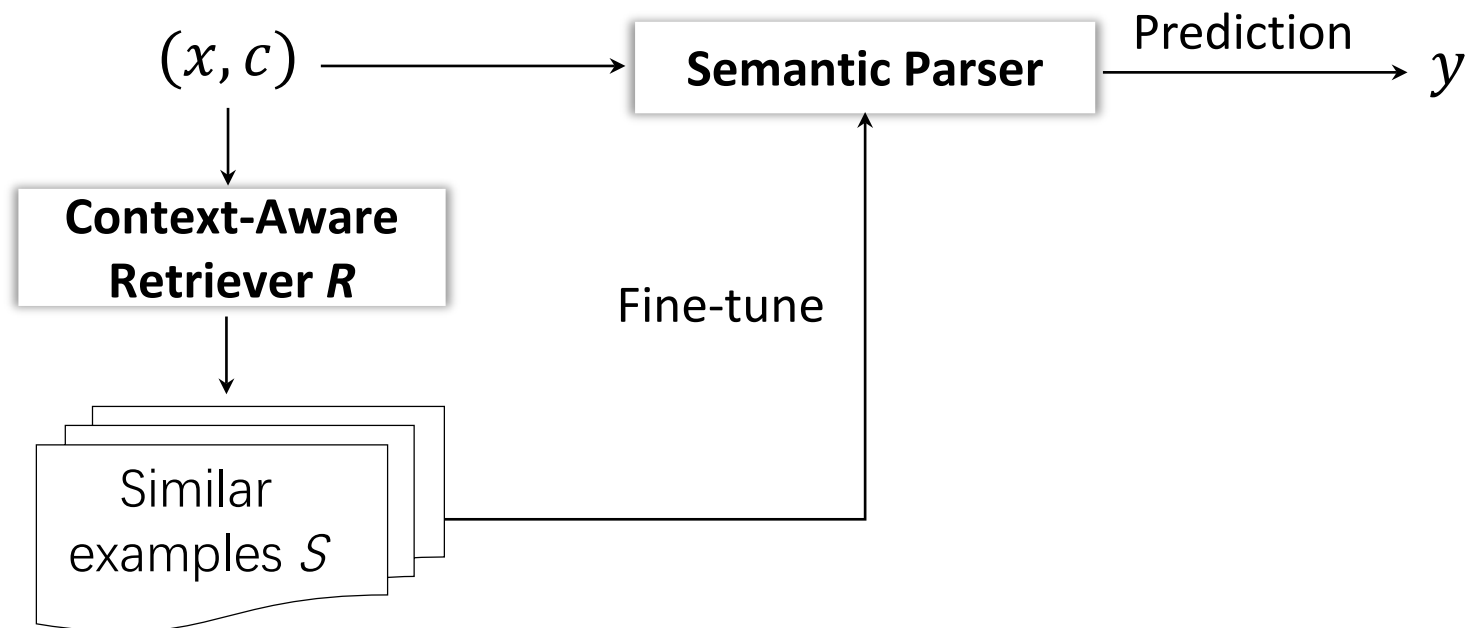 (x, c)
Semantic Parser
Prediction
y
Context-Aware
Retriever R
Fine-tune
Similar
examples S